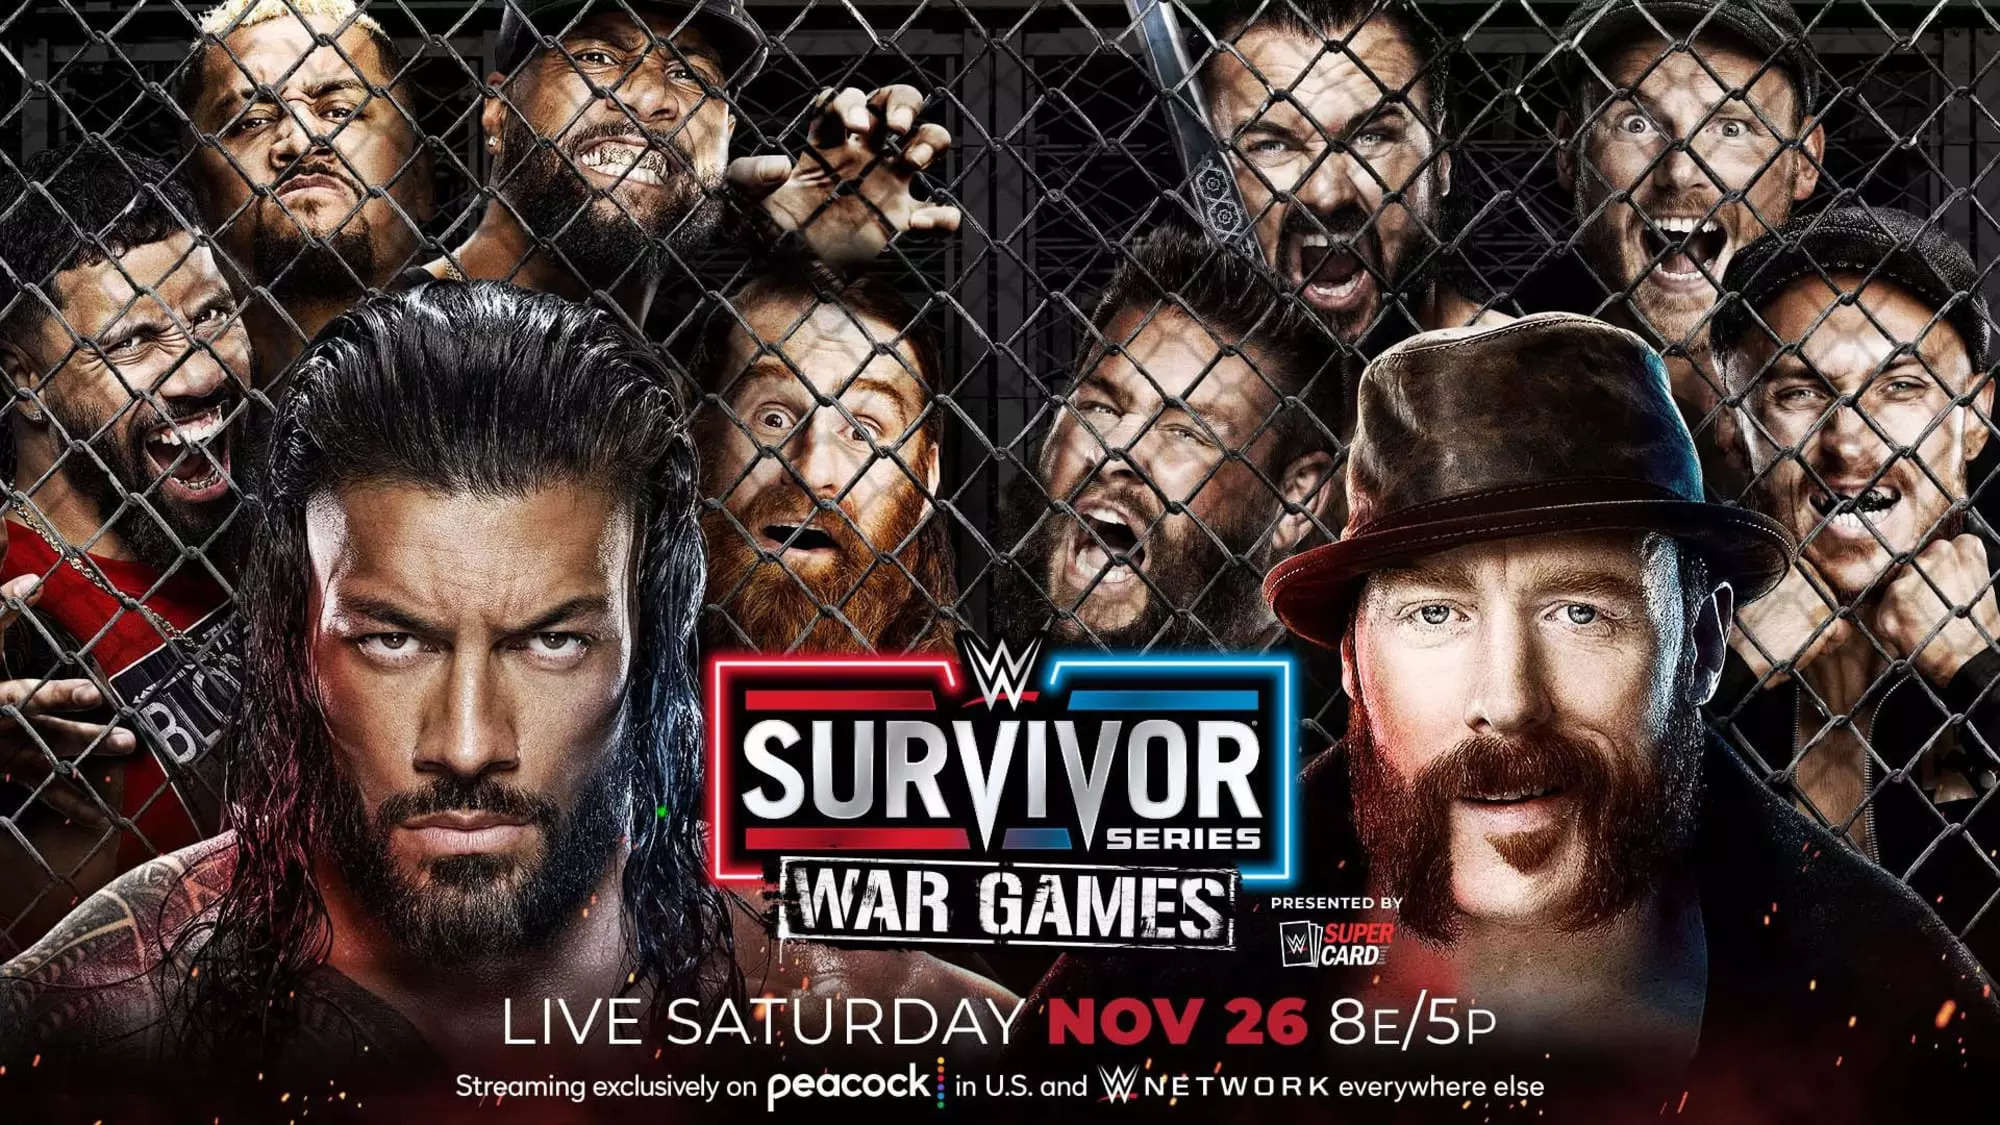 BLO
W
SURVIVOR
SERIES
WAR GAMES
PRESENTED BY
W SUPER
CARD
LIVE SATURDAY NOV 26 8E/5P
Streaming exclusively on peacock in U.S. and W NETWORK everywhere else